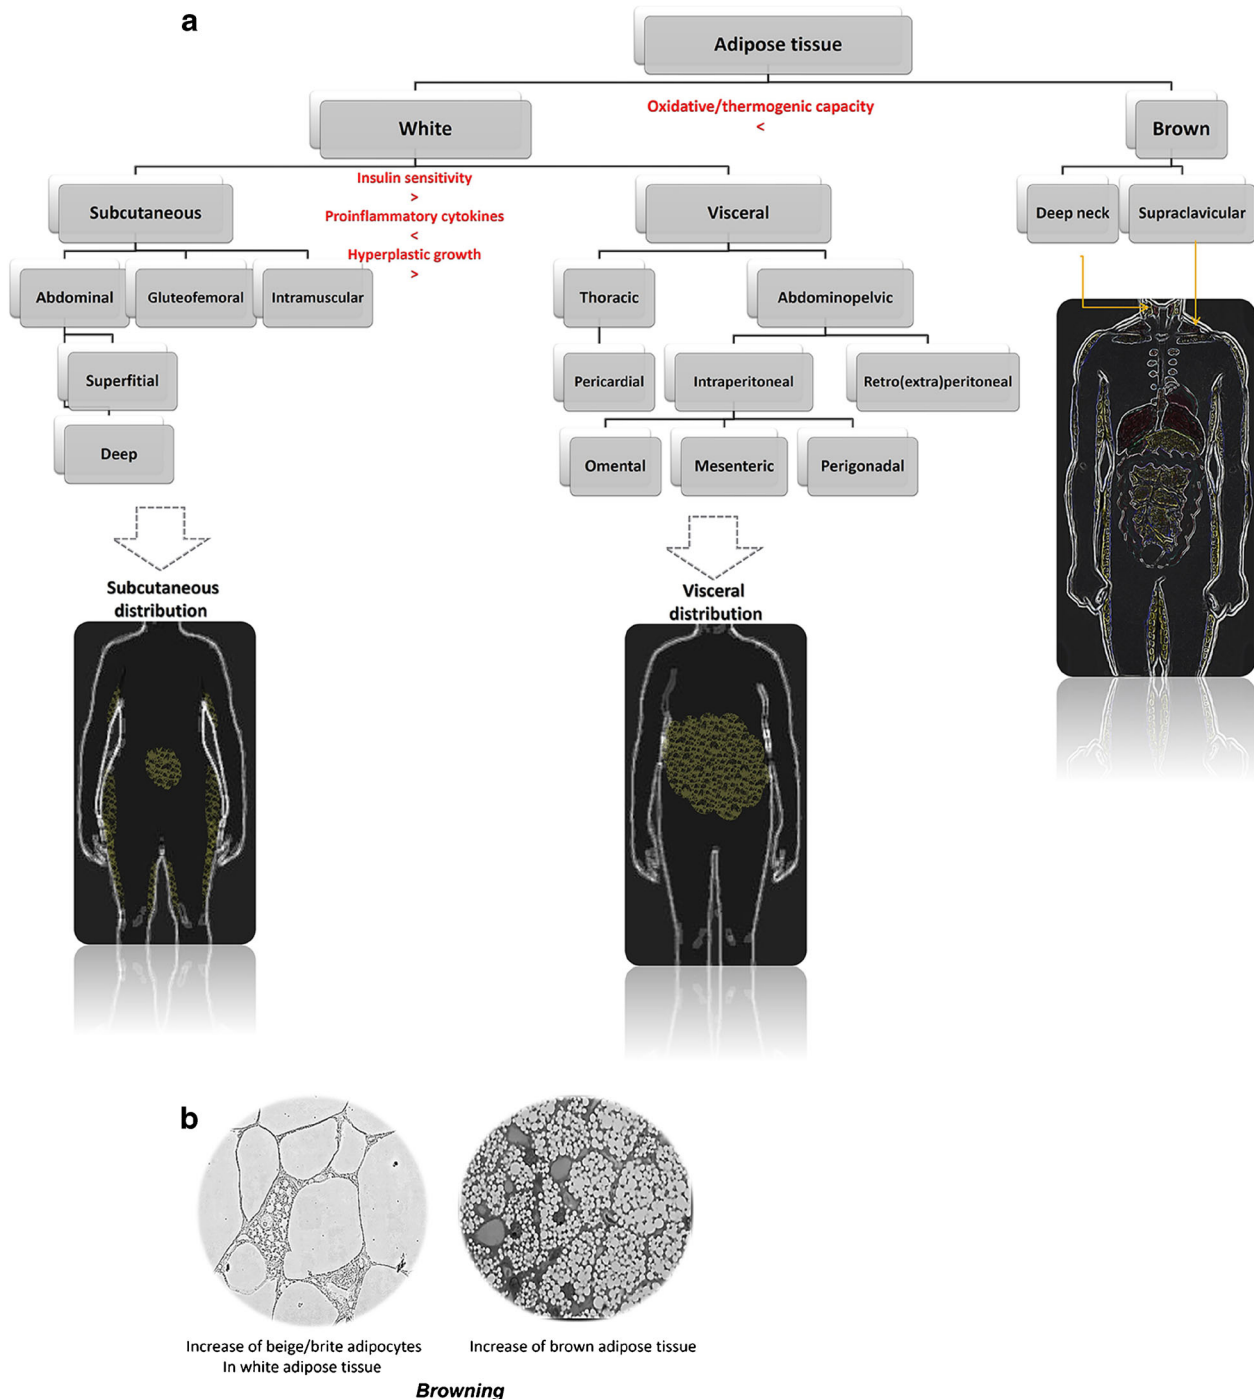 a
Adipose tissue
White
Oxidative/thermogenic capacity
<
Brown
Subcutaneous
Insulin sensitivity
>
Proinflammatory cytokines
<
Hyperplastic growth
>
Visceral
Deep neck
Supraclavicular
Abdominal
Gluteofemoral
Intramuscular
Thoracic
Abdominopelvic
Superfitial
Pericardial
Intraperitoneal
Retro(extra)peritoneal
Deep
Omental
Mesenteric
Perigonadal
Subcutaneous
distribution
Visceral
distribution
b
Increase of beige/brite adipocytes
In white adipose tissue
Increase of brown adipose tissue
Browning